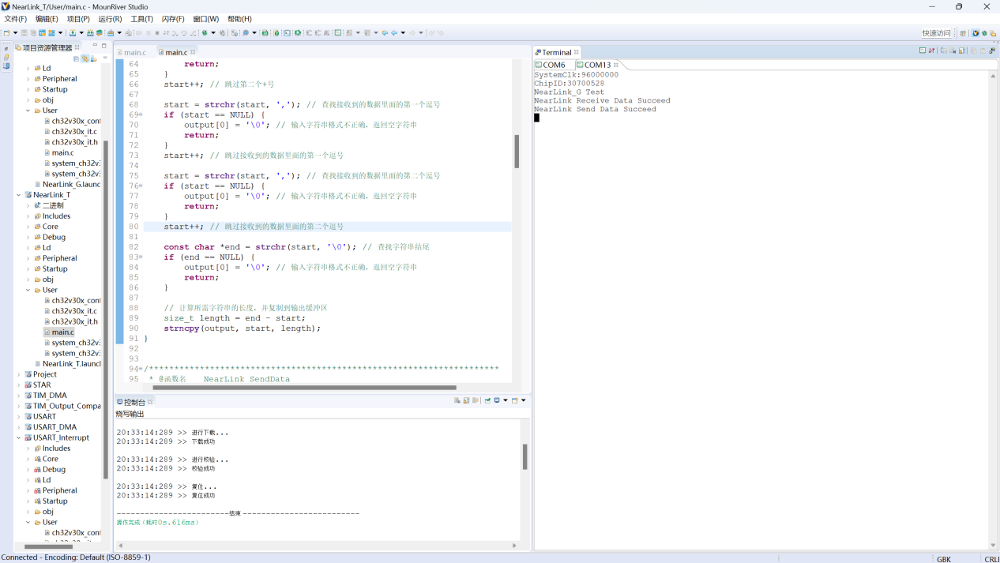 NearLink_T/User/main.c - MounRiver Studio
文件(F) 编辑(E) 项目(P) 运行(R) 工具(T) 闪存(F) 窗口(W) 帮助(H)
快速访问
项目资源管理器
Ld
Peripheral
Startup
obj
User
ch32v30x_conf
ch32v30x_it.c
ch32v30x_it.h
main.c
system_ch32v3
system_ch32v3
NearLink_G.launc
NearLink_T
二进制
Includes
Core
Debug
Ld
Peripheral
Startup
obj
User
ch32v30x_conf
ch32v30x_it.c
ch32v30x_it.h
main.c
system_ch32v3
system_ch32v3
NearLink_T.launcl
Project
STAR
TIM_DMA
TIM_Output_Compa
USART
USART_DMA
USART_Interrupt
Includes
Core
Debug
Ld
Peripheral
Startup
obj
User
ch32v30x_conf
main.c main.c
64 return;
65 }
66 start++; // 跳过第二个+号
67
68 start = strchr(start, ','); // 查找接收到的数据里面的第一个逗号
69 if (start == NULL) {
70 output[0] = '\0'; // 输入字符串格式不正确，返回空字符串
71 return;
72 }
73 start++; // 跳过接收到的数据里面的第一个逗号
74
75 start = strchr(start, ','); // 查找接收到的数据里面的第二个逗号
76 if (start == NULL) {
77 output[0] = '\0'; // 输入字符串格式不正确，返回空字符串
78 return;
79 }
80 start++; // 跳过接收到的数据里面的第二个逗号
81
82 const char *end = strchr(start, '\0'); // 查找字符串结尾
83 if (end == NULL) {
84 output[0] = '\0'; // 输入字符串格式不正确，返回空字符串
85 return;
86 }
87
88 // 计算所需字符串的长度，并复制到输出缓冲区
89 size_t length = end - start;
90 strncpy(output, start, length);
91 }
92
93
94 /*********************************************************************
95 * @函数名 NearLink_SendData
控制台
烧写输出
20:33:14:289 >> 进行下载...
20:33:14:289 >> 下载成功
20:33:14:289 >> 进行校验...
20:33:14:289 >> 校验成功
20:33:14:289 >> 复位...
20:33:14:289 >> 复位成功
-------------------------结束-------------------------
操作完成(耗时0s.616ms)
Terminal
COM6 COM13
SystemClk:96000000
ChipID:30700528
NearLink_G Test
NearLink Receive Data Succeed
NearLink Send Data Succeed
Connected - Encoding: Default (ISO-8859-1)
GBK CRLF